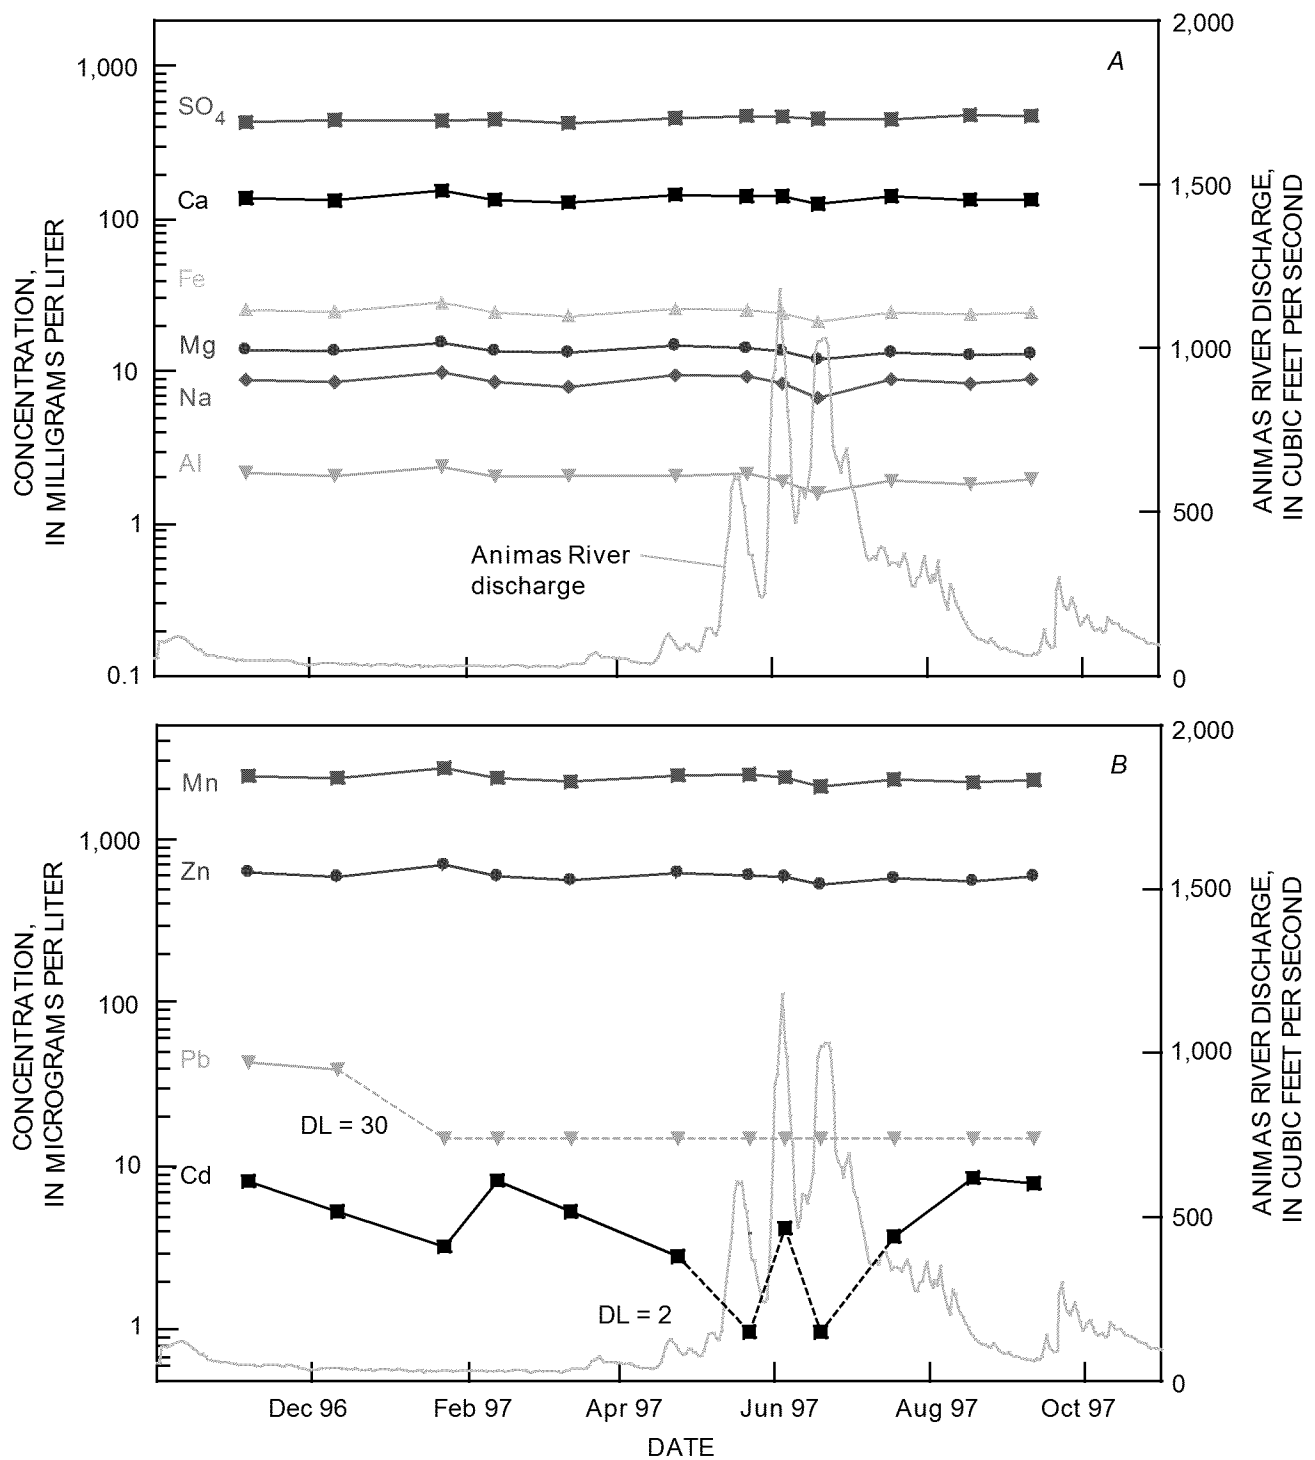 2,000
A
1,000
SO4
1,500
Ca
100
Fe
Mg
1,000
10
Na
Al
500
1
Animas River
discharge
0.1
0
CONCENTRATION,
IN MILLIGRAMS PER LITER
ANIMAS RIVER DISCHARGE,
IN CUBIC FEET PER SECOND
2,000
B
Mn
1,000
Zn
1,500
100
Pb
1,000
DL = 30
10
Cd
500
DL = 2
1
0
CONCENTRATION,
IN MICROGRAMS PER LITER
ANIMAS RIVER DISCHARGE,
IN CUBIC FEET PER SECOND
Dec 96
Feb 97
Apr 97
Jun 97
Aug 97
Oct 97
DATE